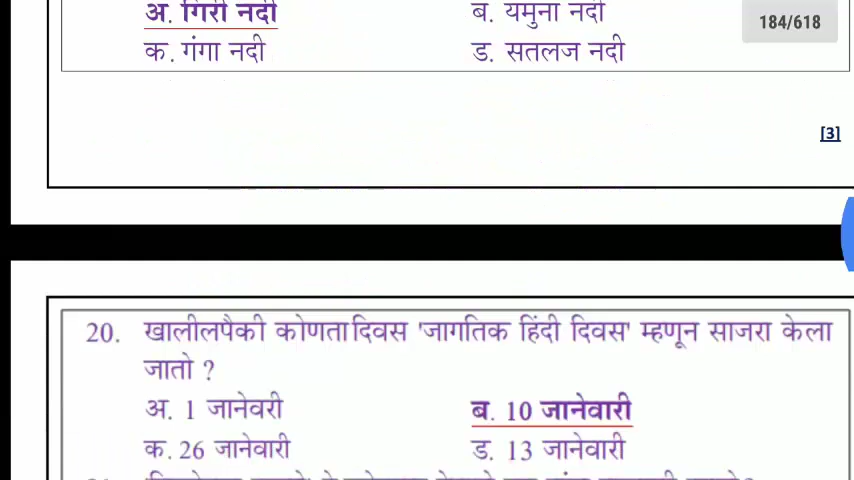 अ. गिरी नदी ब. यमुना नदी
184/618
क. गंगा नदी ड. सतलज नदी
[3]
20. खालीलपैकी कोणता दिवस 'जागतिक हिंदी दिवस' म्हणून साजरा केला
जातो ?
अ. 1 जानेवरी ब. 10 जानेवारी
क. 26 जानेवारी ड. 13 जानेवारी